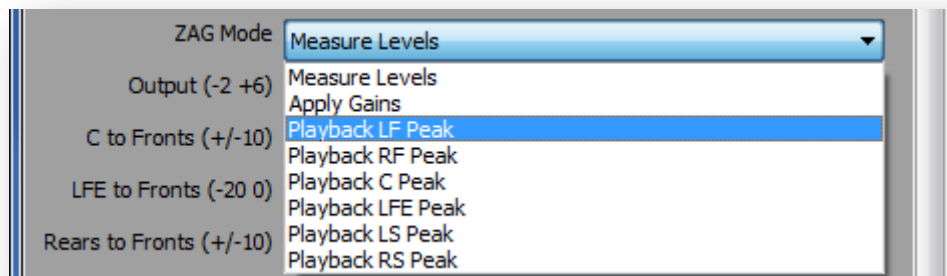 ZAG Mode Measure Levels
Output (-2 +6) Measure Levels
Apply Gains
C to Fronts (+/-10) Playback LF Peak
Playback RF Peak
LFE to Fronts (-20 0) Playback C Peak
Playback LFE Peak
Rears to Fronts (+/-10) Playback LS Peak
Playback RS Peak